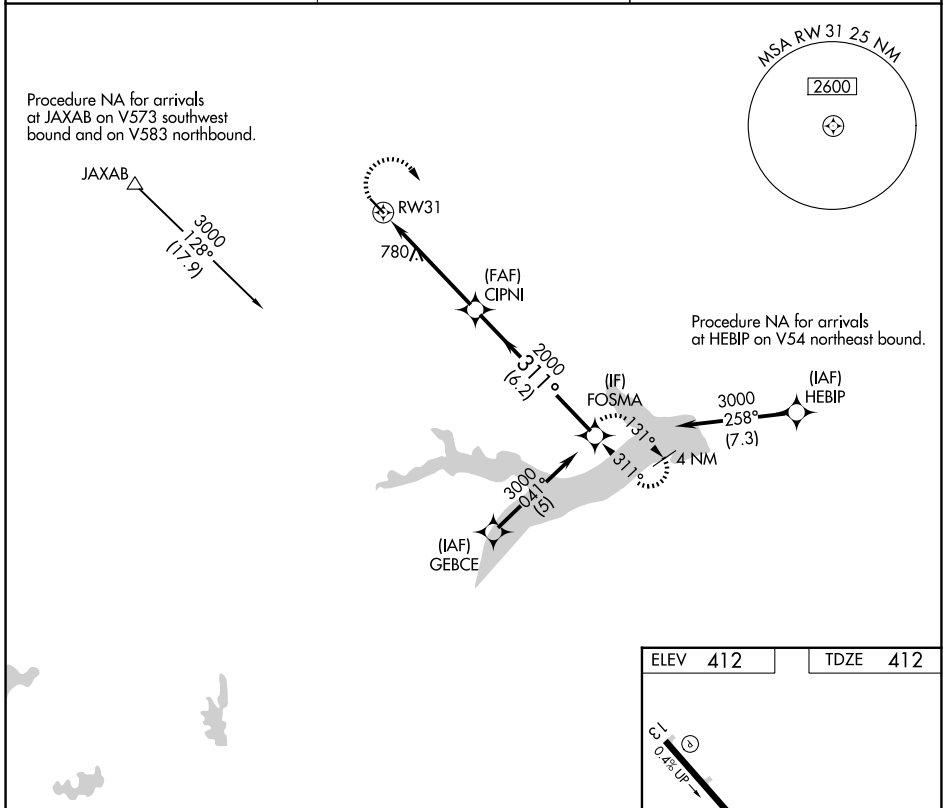 MSA RW 31 25 NM
2600
Procedure NA for arrivals
at JAXAB on V573 southwest
bound and on V583 northbound.
JAXAB
3000
128°
(17.9)
RW31
780
(FAF)
CIPNI
2000
311°
(6.2)
Procedure NA for arrivals
at HEBIP on V54 northeast bound.
(IF)
FOSMA
(IAF)
HEBIP
3000
258°
(7.3)
131°
311°
4 NM
3000
041°
(5)
(IAF)
GEBCE
ELEV 412
TDZE 412
13
P
0.4% UP